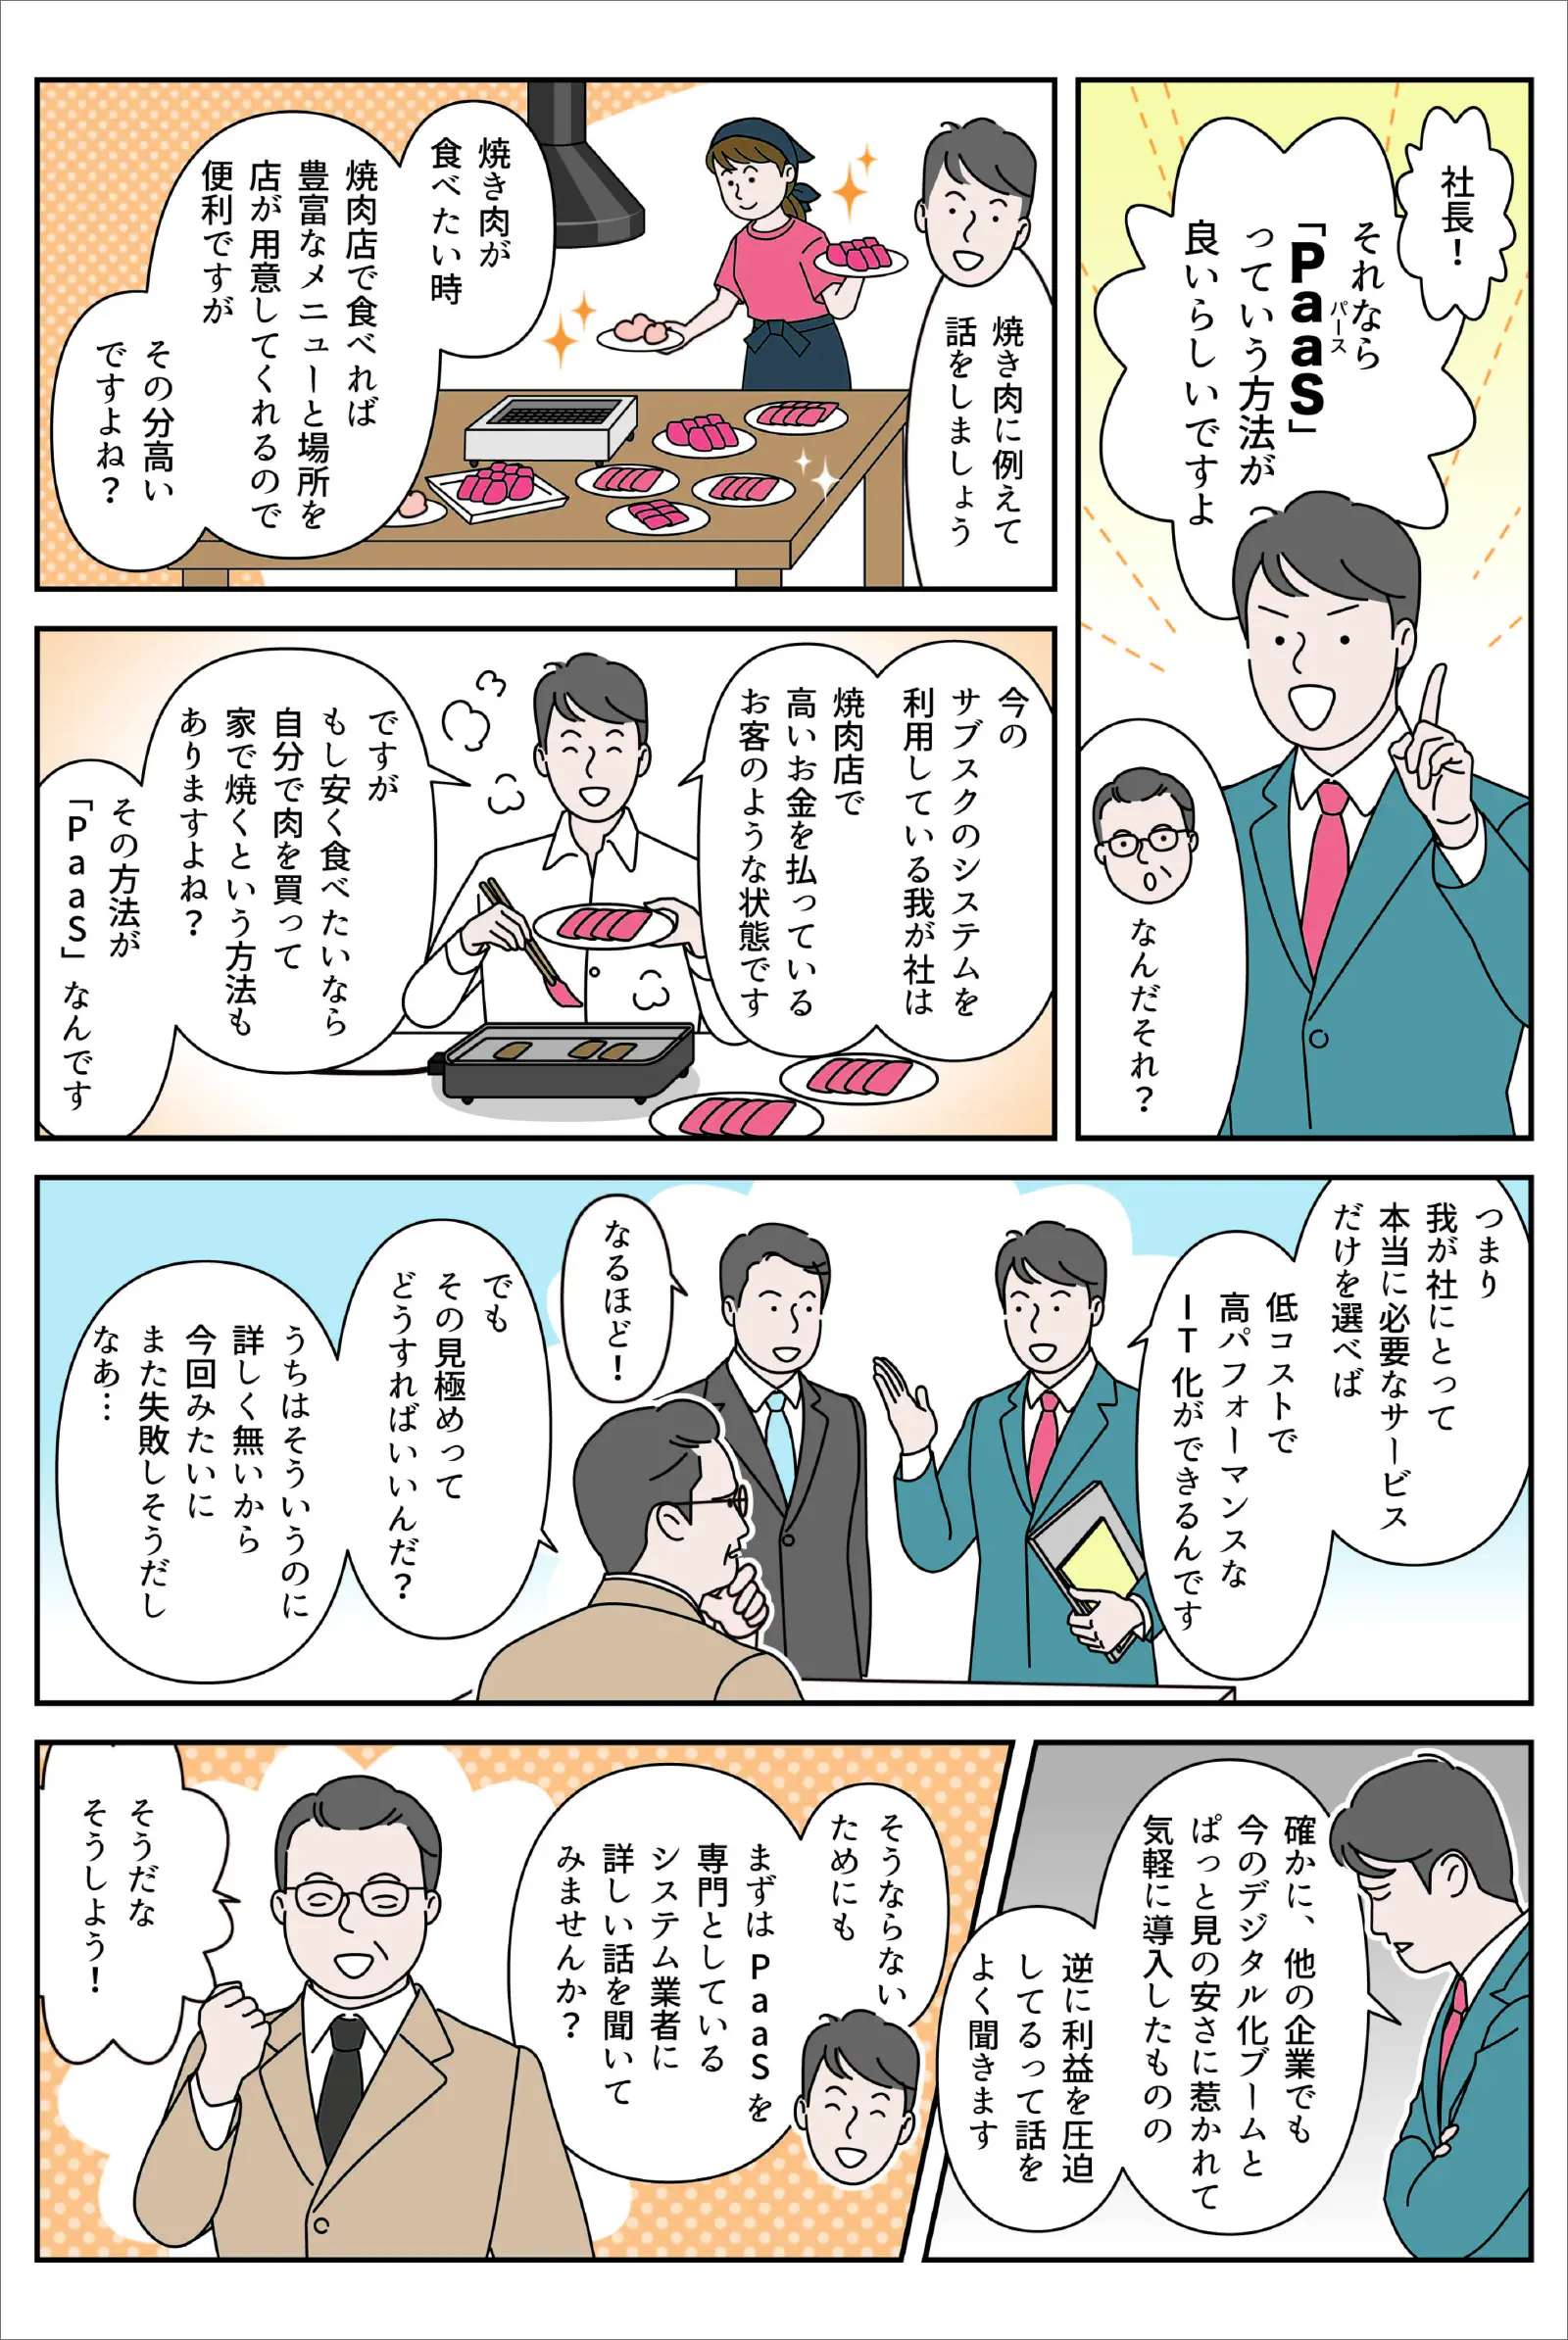 社長！
それなら
「PaaS」
パース
っていう方法が
良いらしいですよ
なんだそれ？
焼き肉に例えて
話をしましょう
焼き肉が
食べたい時
焼肉店で食べれば
豊富なメニューと場所を
店が用意してくれるので
便利ですが
その分高い
ですよね？
今の
サブスクのシステムを
利用している我が社は
焼肉店で
高いお金を払っている
お客のような状態です
ですが
もし安く食べたいなら
自分で肉を買って
家で焼くという方法も
ありますよね？
その方法が
「PaaS」なんです
つまり
我が社にとって
本当に必要なサービス
だけを選べば
低コストで
高パフォーマンスな
IT化ができるんです
なるほど！
でも
その見極めって
どうすればいいんだ？
うちはそういうのに
詳しく無いから
今回みたいに
また失敗しそうだし
なあ…
確かに、他の企業でも
今のデジタル化ブームと
ぱっと見の安さに惹かれて
気軽に導入したものの
逆に利益を圧迫
してるって話を
よく聞きます
そうならない
ためにも
まずはPaaSを
専門としている
システム業者に
詳しい話を聞いて
みませんか？
そうだな
そうしよう！